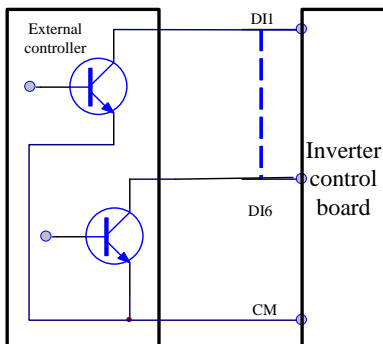 External
controller
DI1
Inverter
control
board
DI6
CM